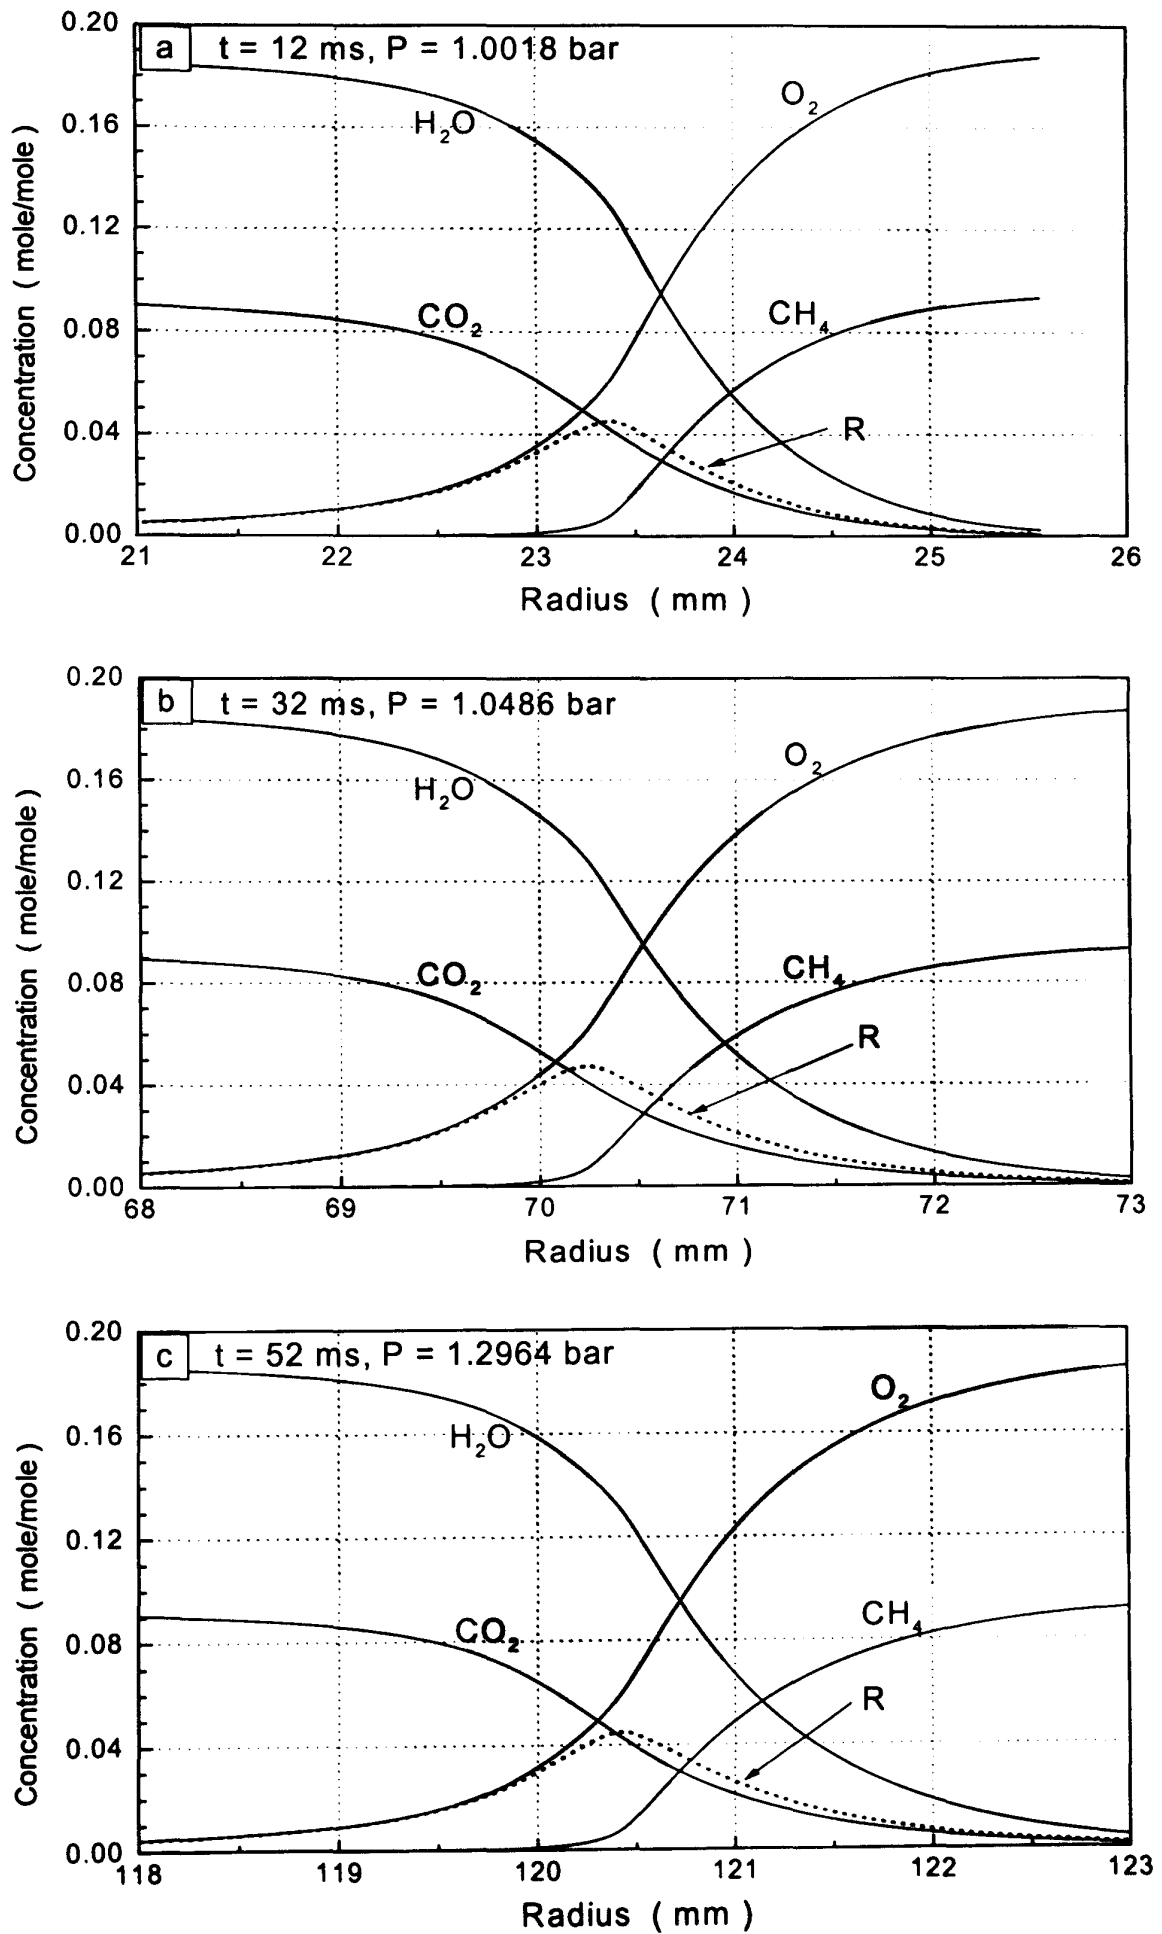 a t = 12 ms, P = 1.0018 bar
Concentration ( mole/mole)
0.20
0.16
0.12
0.08
0.04
0.00
H₂O
O₂
CO₂
CH₄
R
21 22 23 24 25 26
Radius ( mm )
b t = 32 ms, P = 1.0486 bar
Concentration ( mole/mole)
0.20
0.16
0.12
0.08
0.04
0.00
H₂O
O₂
CO₂
CH₄
R
68 69 70 71 72 73
Radius ( mm )
c t = 52 ms, P = 1.2964 bar
Concentration ( mole/mole)
0.20
0.16
0.12
0.08
0.04
0.00
O₂
H₂O
CO₂
CH₄
R
118 119 120 121 122 123
Radius ( mm )